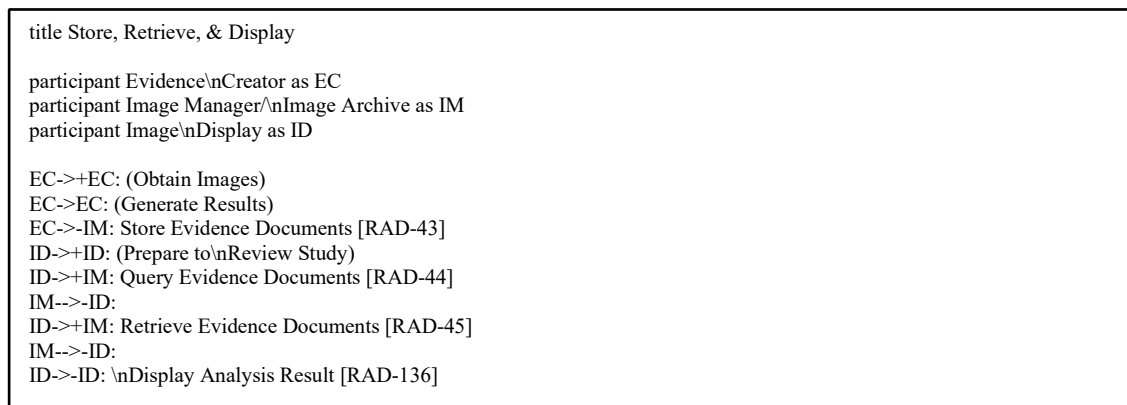 title Store, Retrieve, & Display
participant Evidence\nCreator as EC
participant Image Manager/\nImage Archive as IM
participant Image\nDisplay as ID
EC->+EC: (Obtain Images)
EC->EC: (Generate Results)
EC->-IM: Store Evidence Documents [RAD-43]
ID->+ID: (Prepare to\nReview Study)
ID->+IM: Query Evidence Documents [RAD-44]
IM-->-ID:
ID->+IM: Retrieve Evidence Documents [RAD-45]
IM-->-ID:
ID->-ID: \nDisplay Analysis Result [RAD-136]